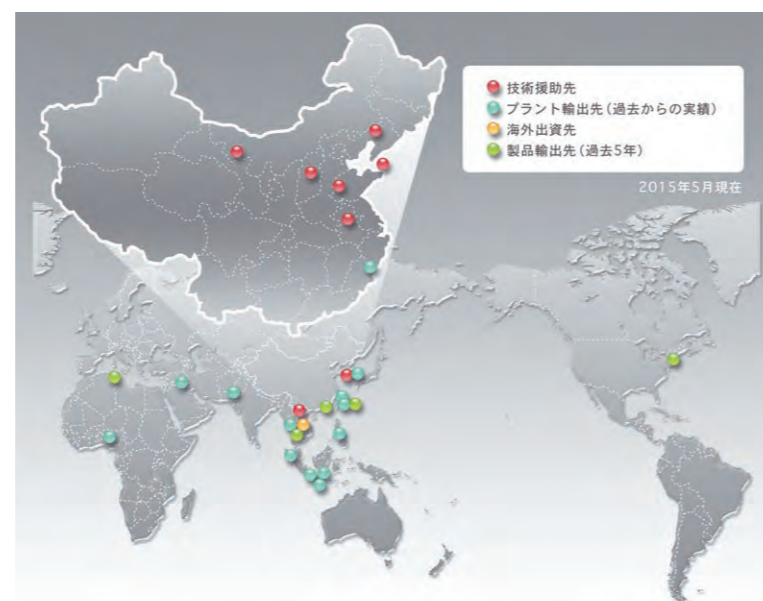 技術援助先
プラント輸出先（過去からの実績）
海外出資先
製品輸出先（過去5年）
2015年5月現在